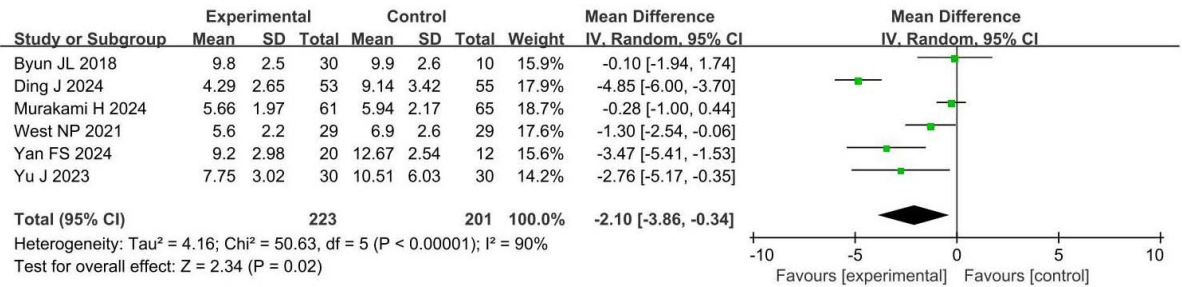 Experimental Control Mean Difference Mean Difference
Study or Subgroup Mean SD Total Mean SD Total Weight IV, Random, 95% CI IV, Random, 95% CI
Byun JL 2018 9.8 2.5 30 9.9 2.6 10 15.9% -0.10 [-1.94, 1.74]
Ding J 2024 4.29 2.65 53 9.14 3.42 55 17.9% -4.85 [-6.00, -3.70]
Murakami H 2024 5.66 1.97 61 5.94 2.17 65 18.7% -0.28 [-1.00, 0.44]
West NP 2021 5.6 2.2 29 6.9 2.6 29 17.6% -1.30 [-2.54, -0.06]
Yan FS 2024 9.2 2.98 20 12.67 2.54 12 15.6% -3.47 [-5.41, -1.53]
Yu J 2023 7.75 3.02 30 10.51 6.03 30 14.2% -2.76 [-5.17, -0.35]
Total (95% CI) 223 201 100.0% -2.10 [-3.86, -0.34]
Heterogeneity: Tau² = 4.16; Chi² = 50.63, df = 5 (P < 0.00001); I² = 90%
Test for overall effect: Z = 2.34 (P = 0.02)
-10 -5 0 5 10
Favours [experimental] Favours [control]